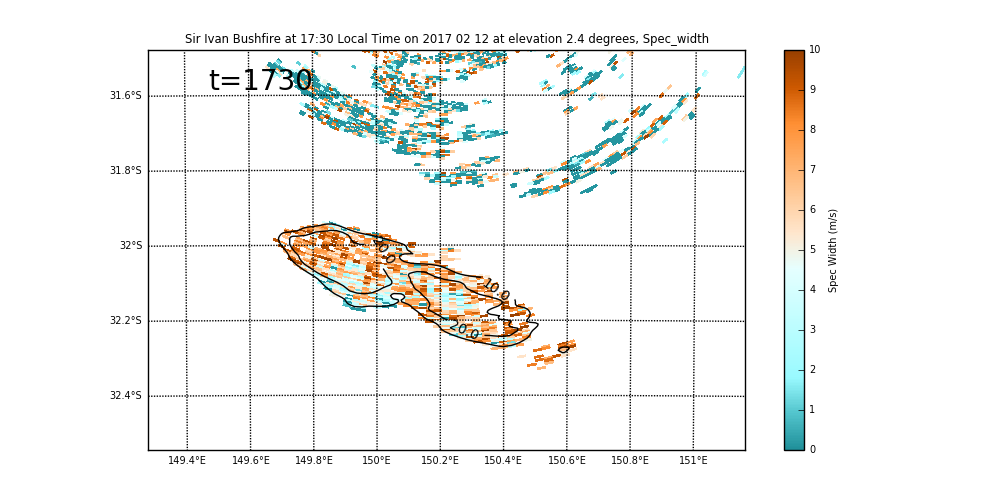 Sir Ivan Bushfire at 17:30 Local Time on 2017 02 12 at elevation 2.4 degrees, Spec_width
t=1730
31.6°S
31.8°S
32°S
32.2°S
32.4°S
149.4°E 149.6°E 149.8°E 150°E 150.2°E 150.4°E 150.6°E 150.8°E 151°E
10.0
20.0
10
9
8
7
6
5
4
3
2
1
0
Spec Width (m/s)